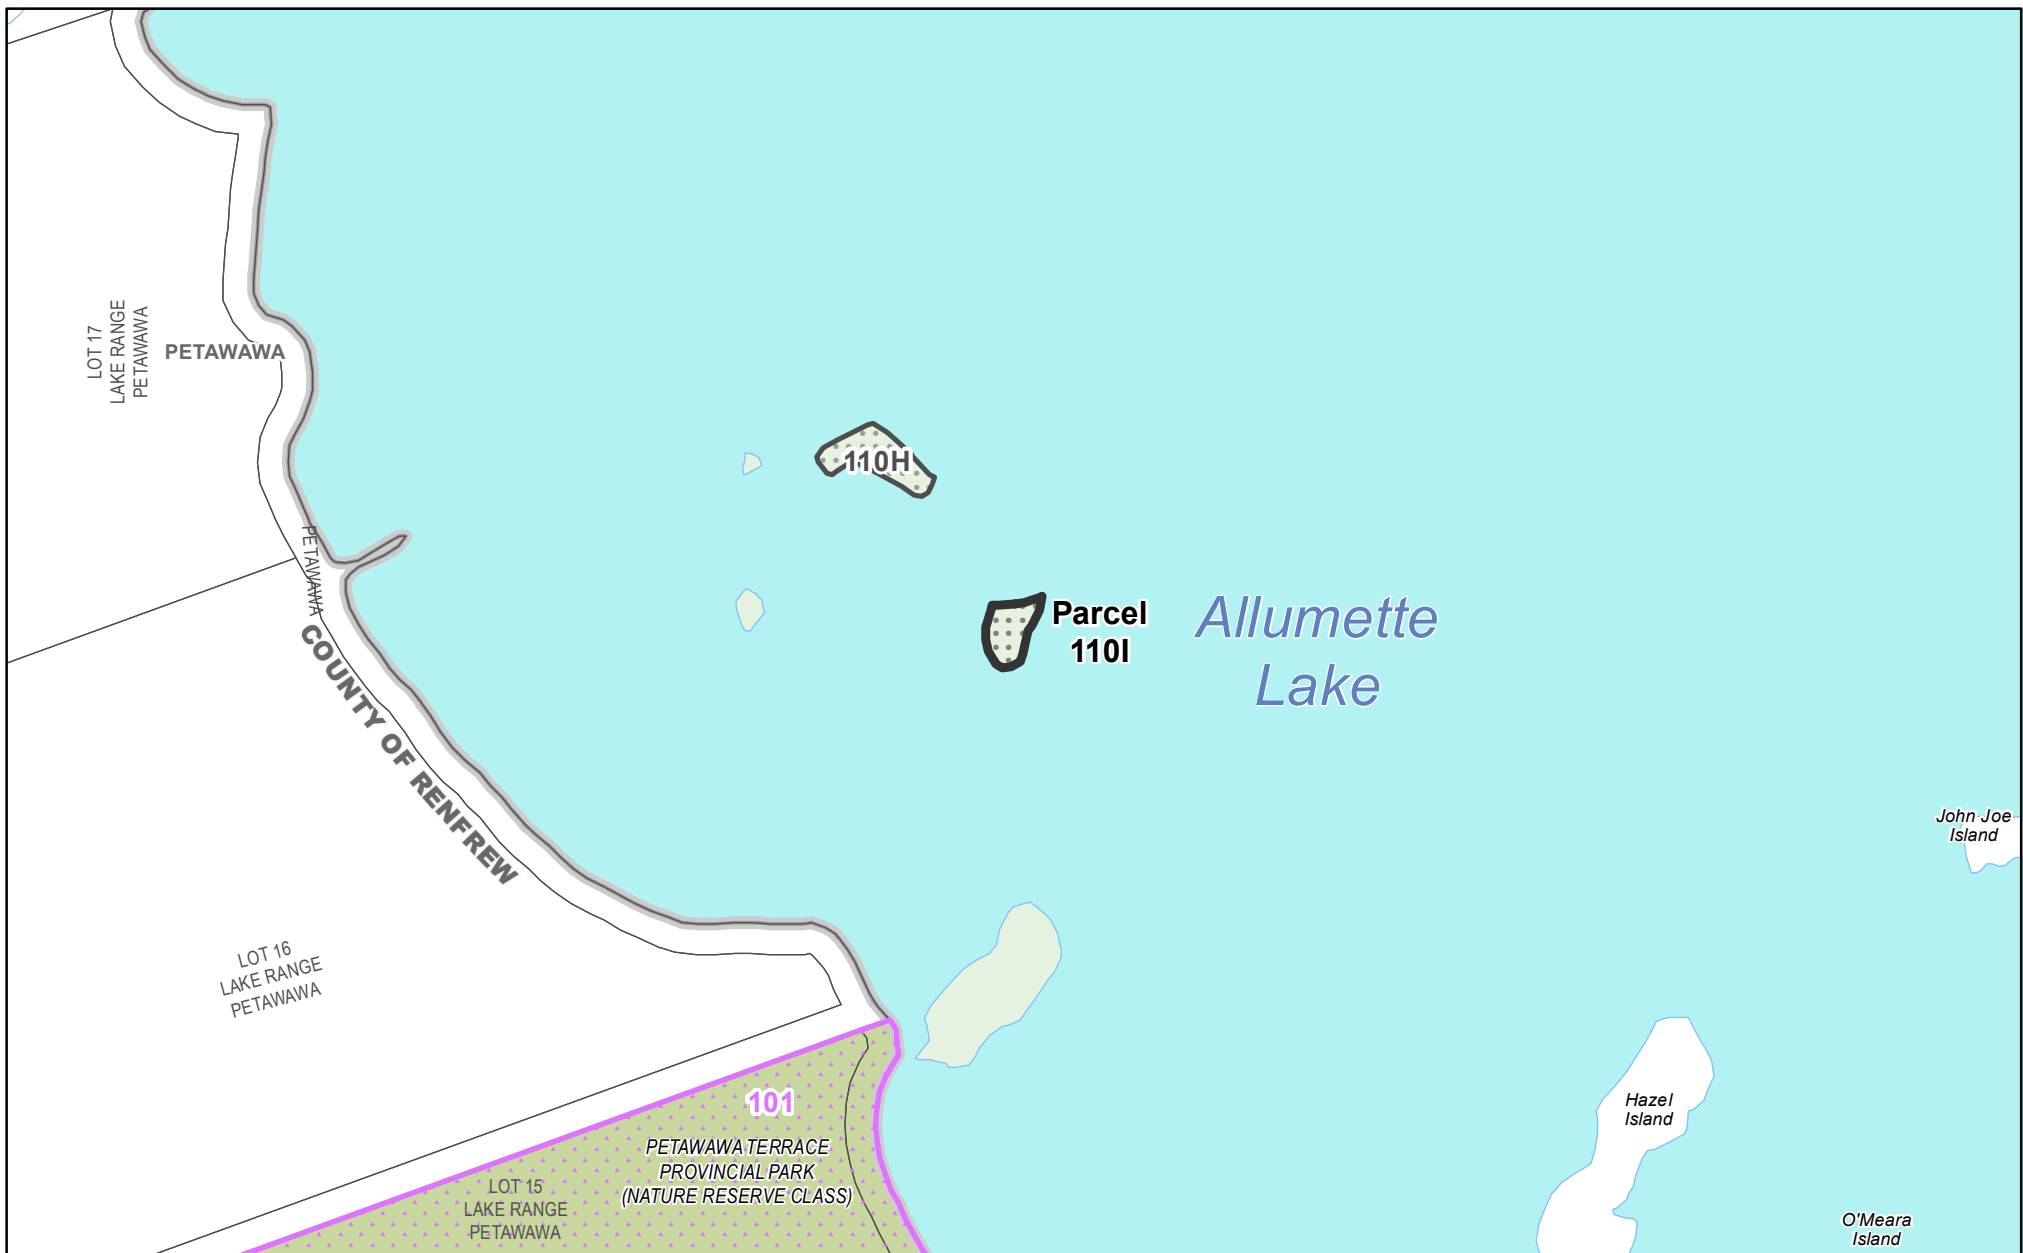 LOT 17
LAKE RANGE
PETAWAWA
PETAWAWA
110H
PETAWAWA
COUNTY OF RENFREW
Parcel
110I
Allumette
Lake
John Joe
Island
LOT 16
LAKE RANGE
PETAWAWA
101
PETAWAWA TERRACE
PROVINCIAL PARK
(NATURE RESERVE CLASS)
LOT 15
LAKE RANGE
PETAWAWA
Hazel
Island
O'Meara
Island